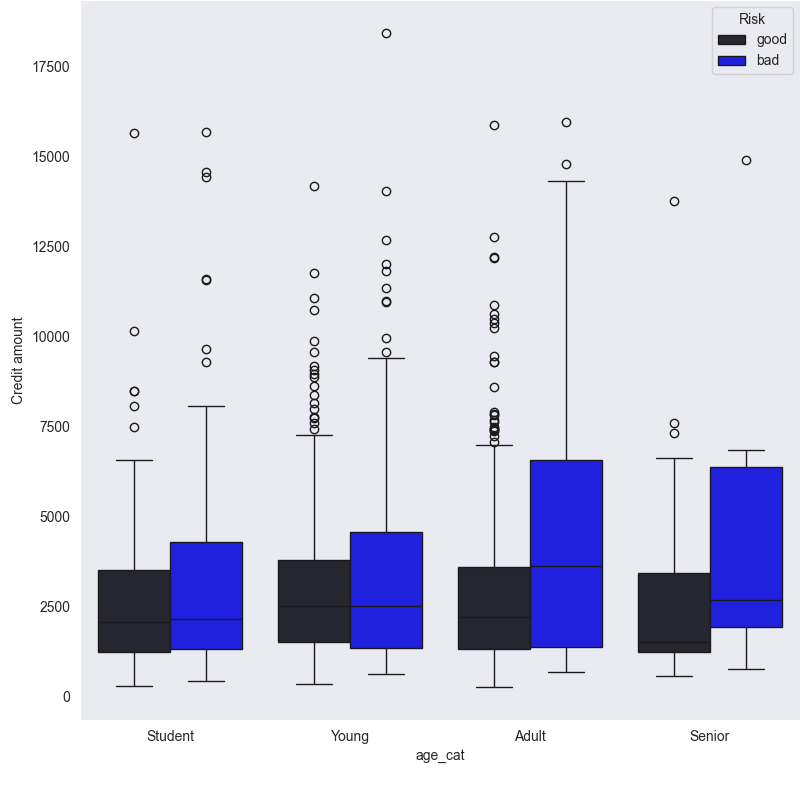 Risk
good
bad
17500
15000
12500
10000
7500
5000
2500
0
Credit amount
Student
Young
Adult
Senior
age_cat